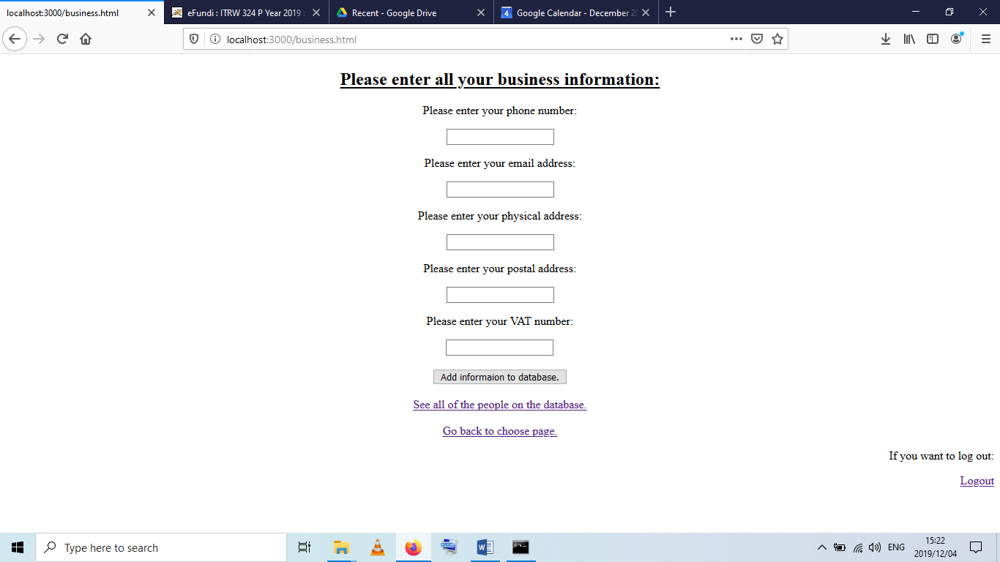 localhost:3000/business.html
eFundi : ITRW 324 P Year 2019 :
Recent - Google Drive
4 Google Calendar - December 20
localhost:3000/business.html
Please enter all your business information:
Please enter your phone number:
Please enter your email address:
Please enter your physical address:
Please enter your postal address:
Please enter your VAT number:
Add informaion to database.
See all of the people on the database.
Go back to choose page.
If you want to log out:
Logout
Type here to search
ENG
15:22
2019/12/04